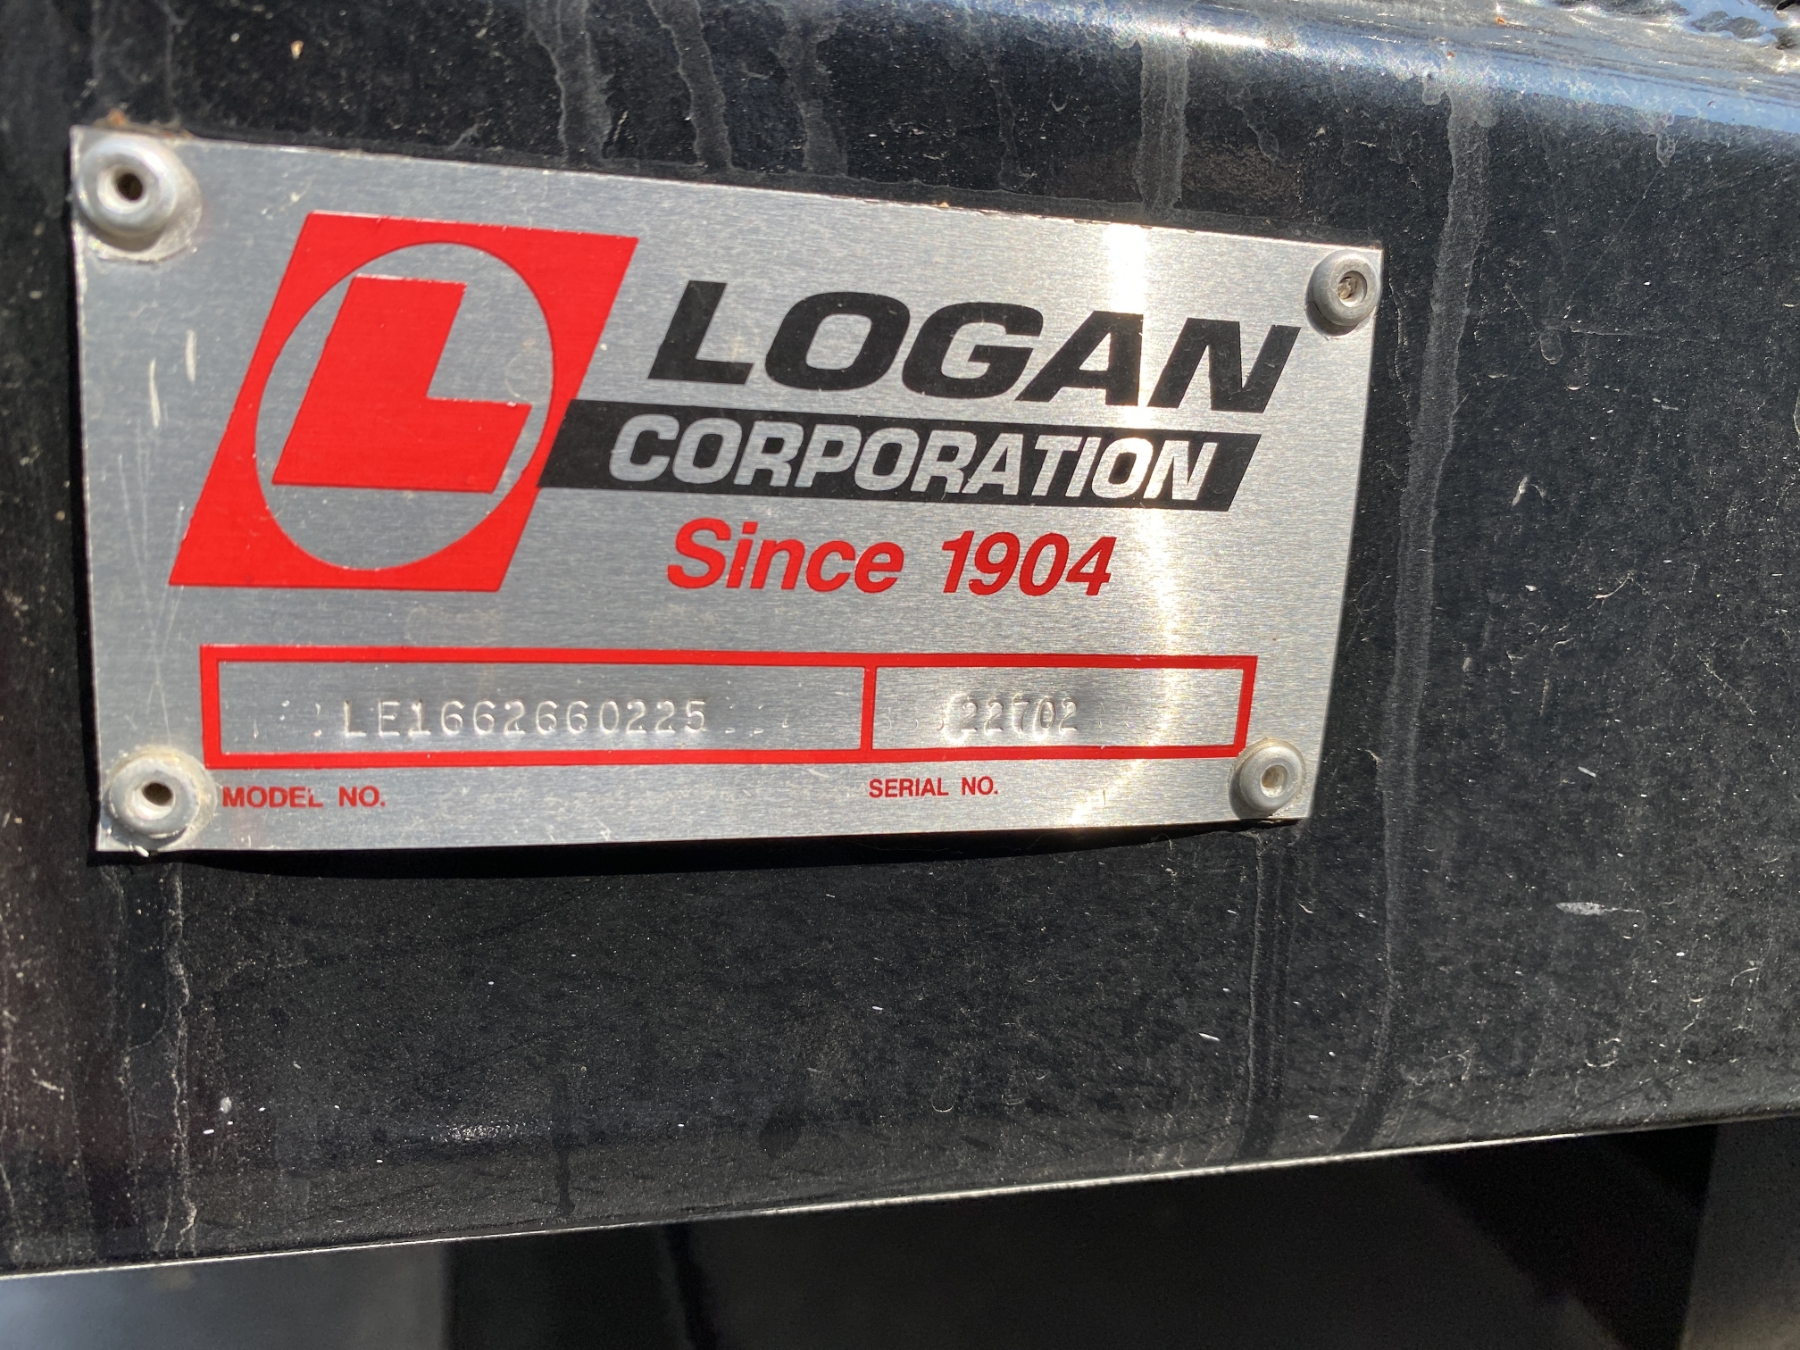 L
LOGAN
CORPORATION
Since 1904
LE1662660225
22702
MODEL NO.
SERIAL NO.